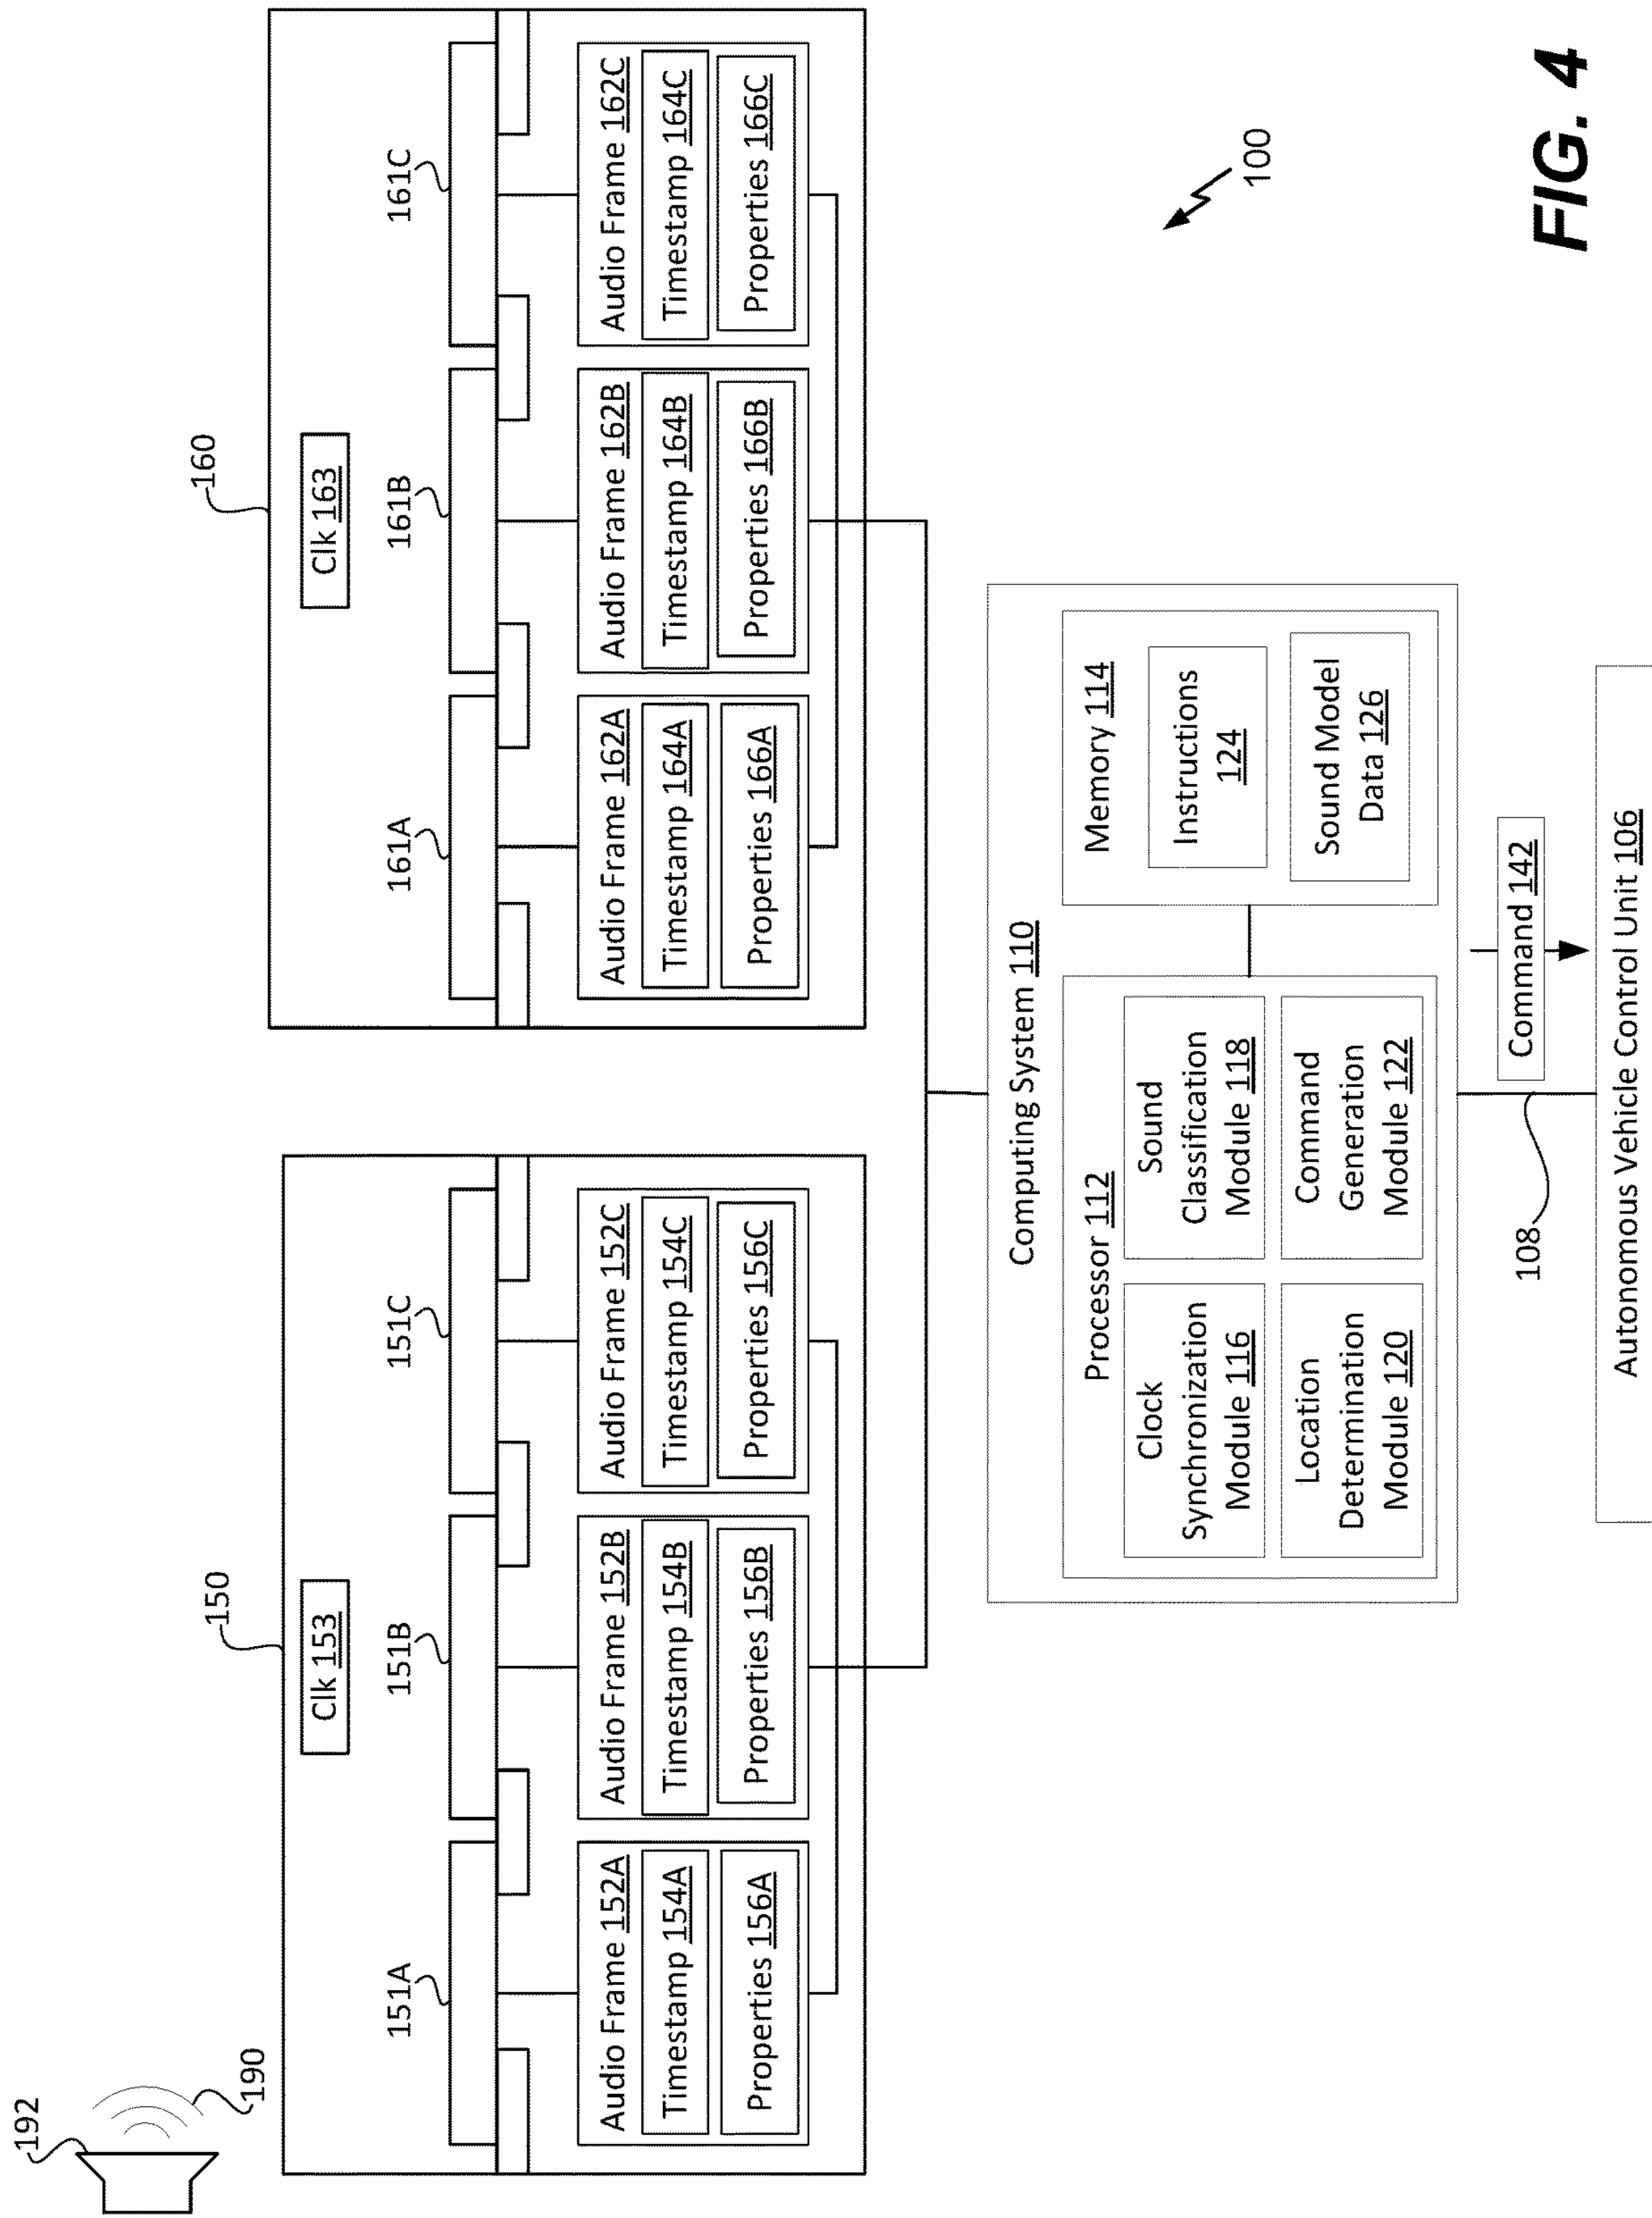 192
190
150
Clk 153
151A
151B
151C
Audio Frame 152A
Timestamp 154A
Properties 156A
Audio Frame 152B
Timestamp 154B
Properties 156B
Audio Frame 152C
Timestamp 154C
Properties 156C
160
Clk 163
161A
161B
161C
Audio Frame 162A
Timestamp 164A
Properties 166A
Audio Frame 162B
Timestamp 164B
Properties 166B
Audio Frame 162C
Timestamp 164C
Properties 166C
Computing System 110
Processor 112
Clock
Synchronization
Module 116
Sound
Classification
Module 118
Location
Determination
Module 120
Command
Generation
Module 122
Memory 114
Instructions
124
Sound Model
Data 126
100
108
Command 142
Autonomous Vehicle Control Unit 106
FIG. 4